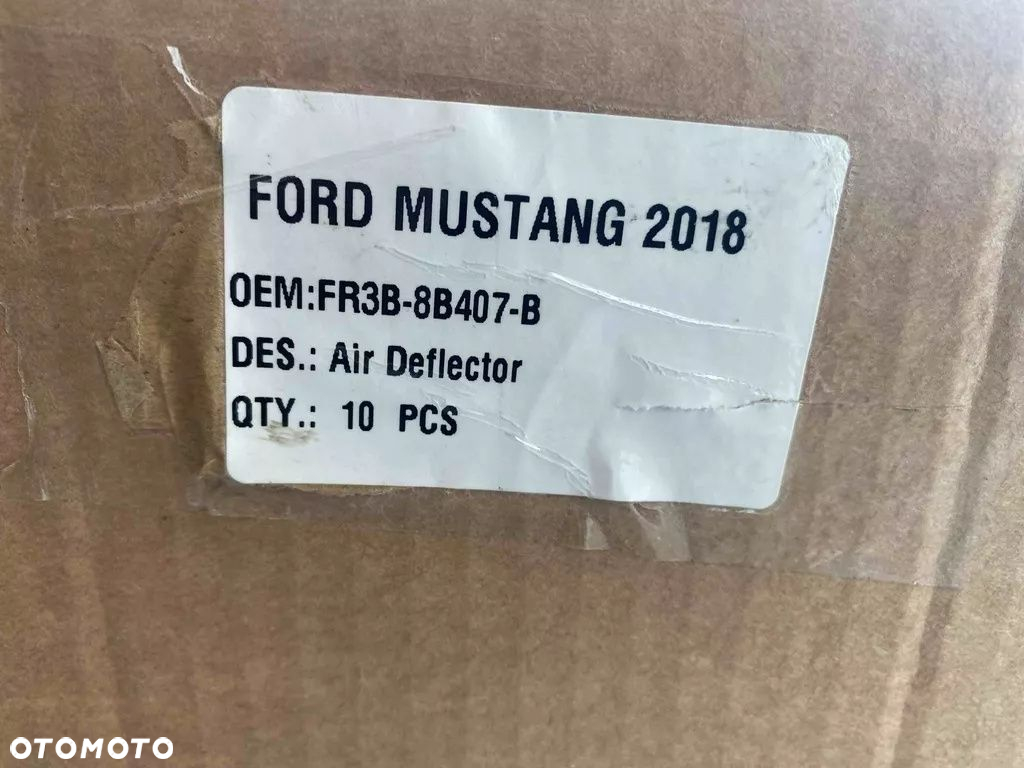 FORD MUSTANG 2018
OEM:FR3B-8B407-B
DES.: Air Deflector
QTY.: 10 PCS
OTOMOTO